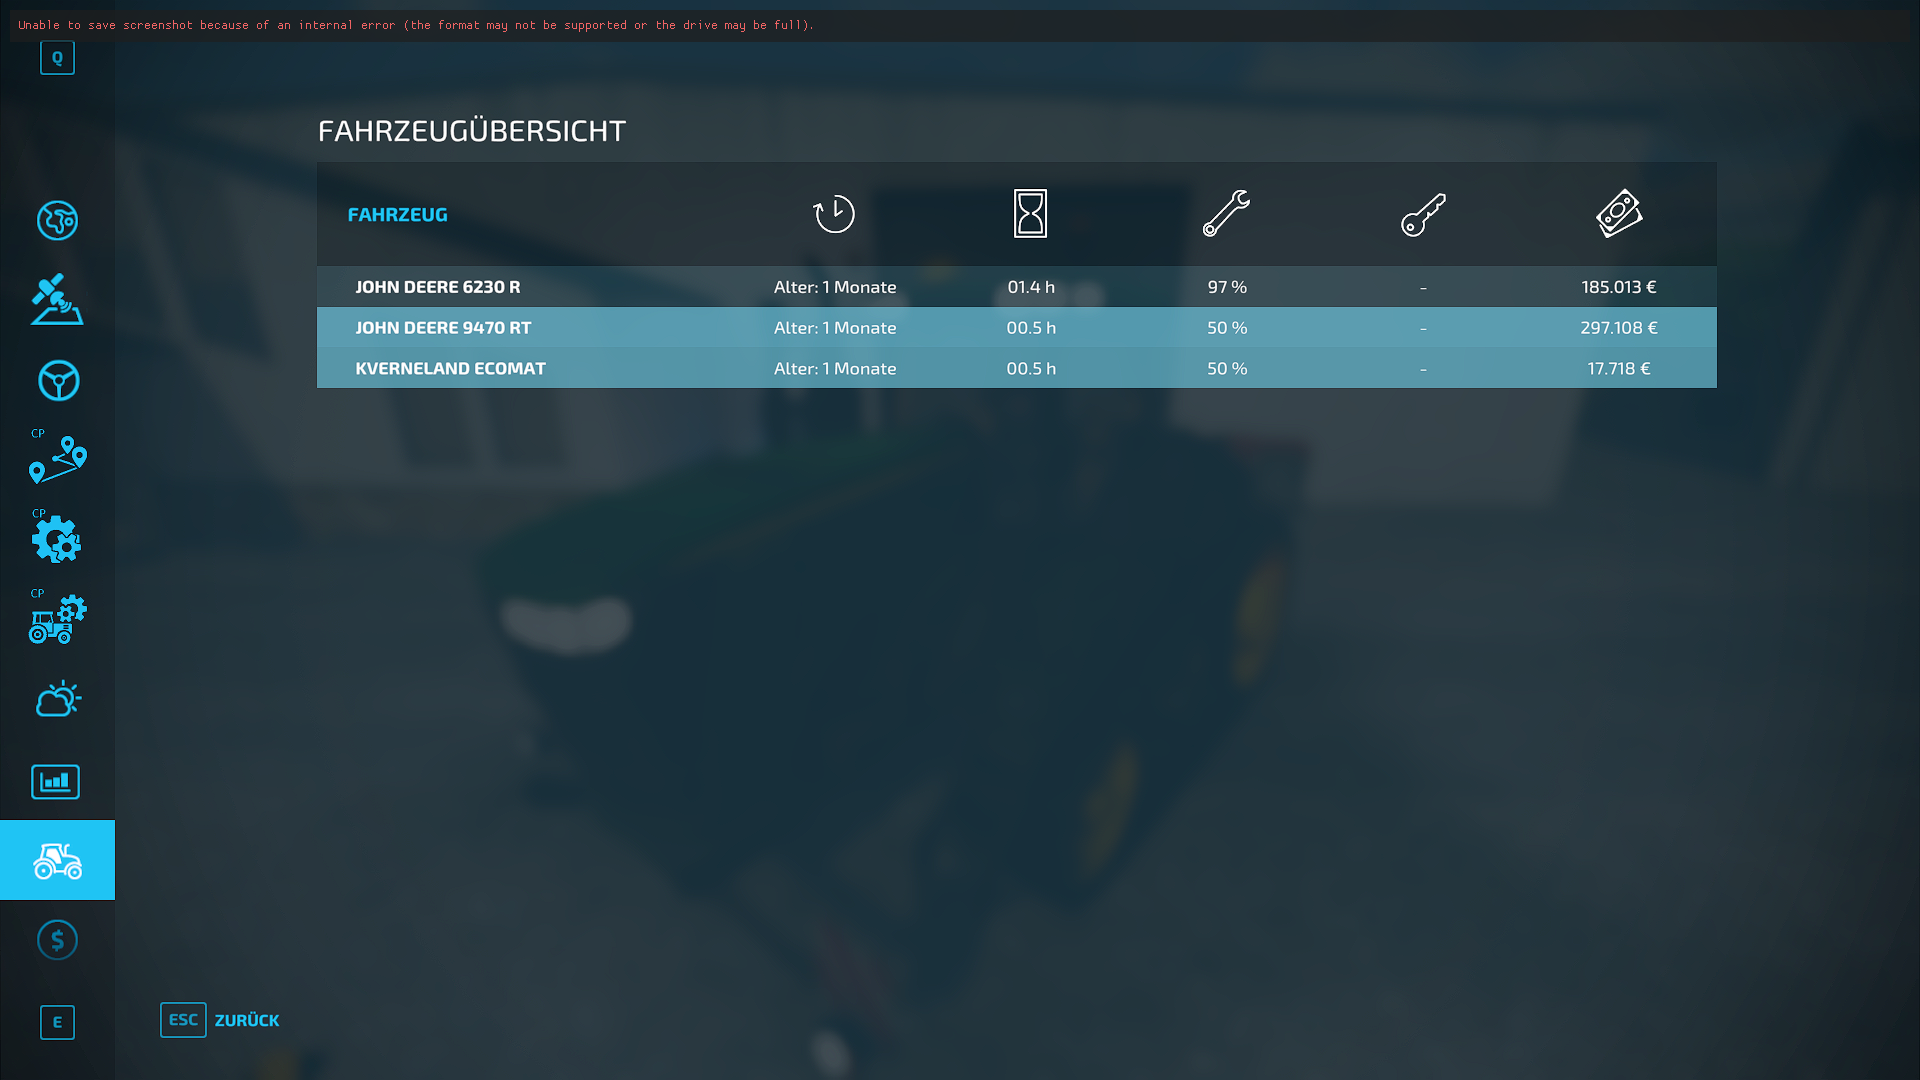 Unable to save screenshot because of an internal error (the format may not be supported or the drive may be full).
Q
FAHRZEUGÜBERSICHT
FAHRZEUG
JOHN DEERE 6230 R Alter: 1 Monate 01.4 h 97 % - 185.013 €
JOHN DEERE 9470 RT Alter: 1 Monate 00.5 h 50 % - 297.108 €
KVERNELAND ECOMAT Alter: 1 Monate 00.5 h 50 % - 17.718 €
CP
CP
CP
$
E
ESC ZURÜCK